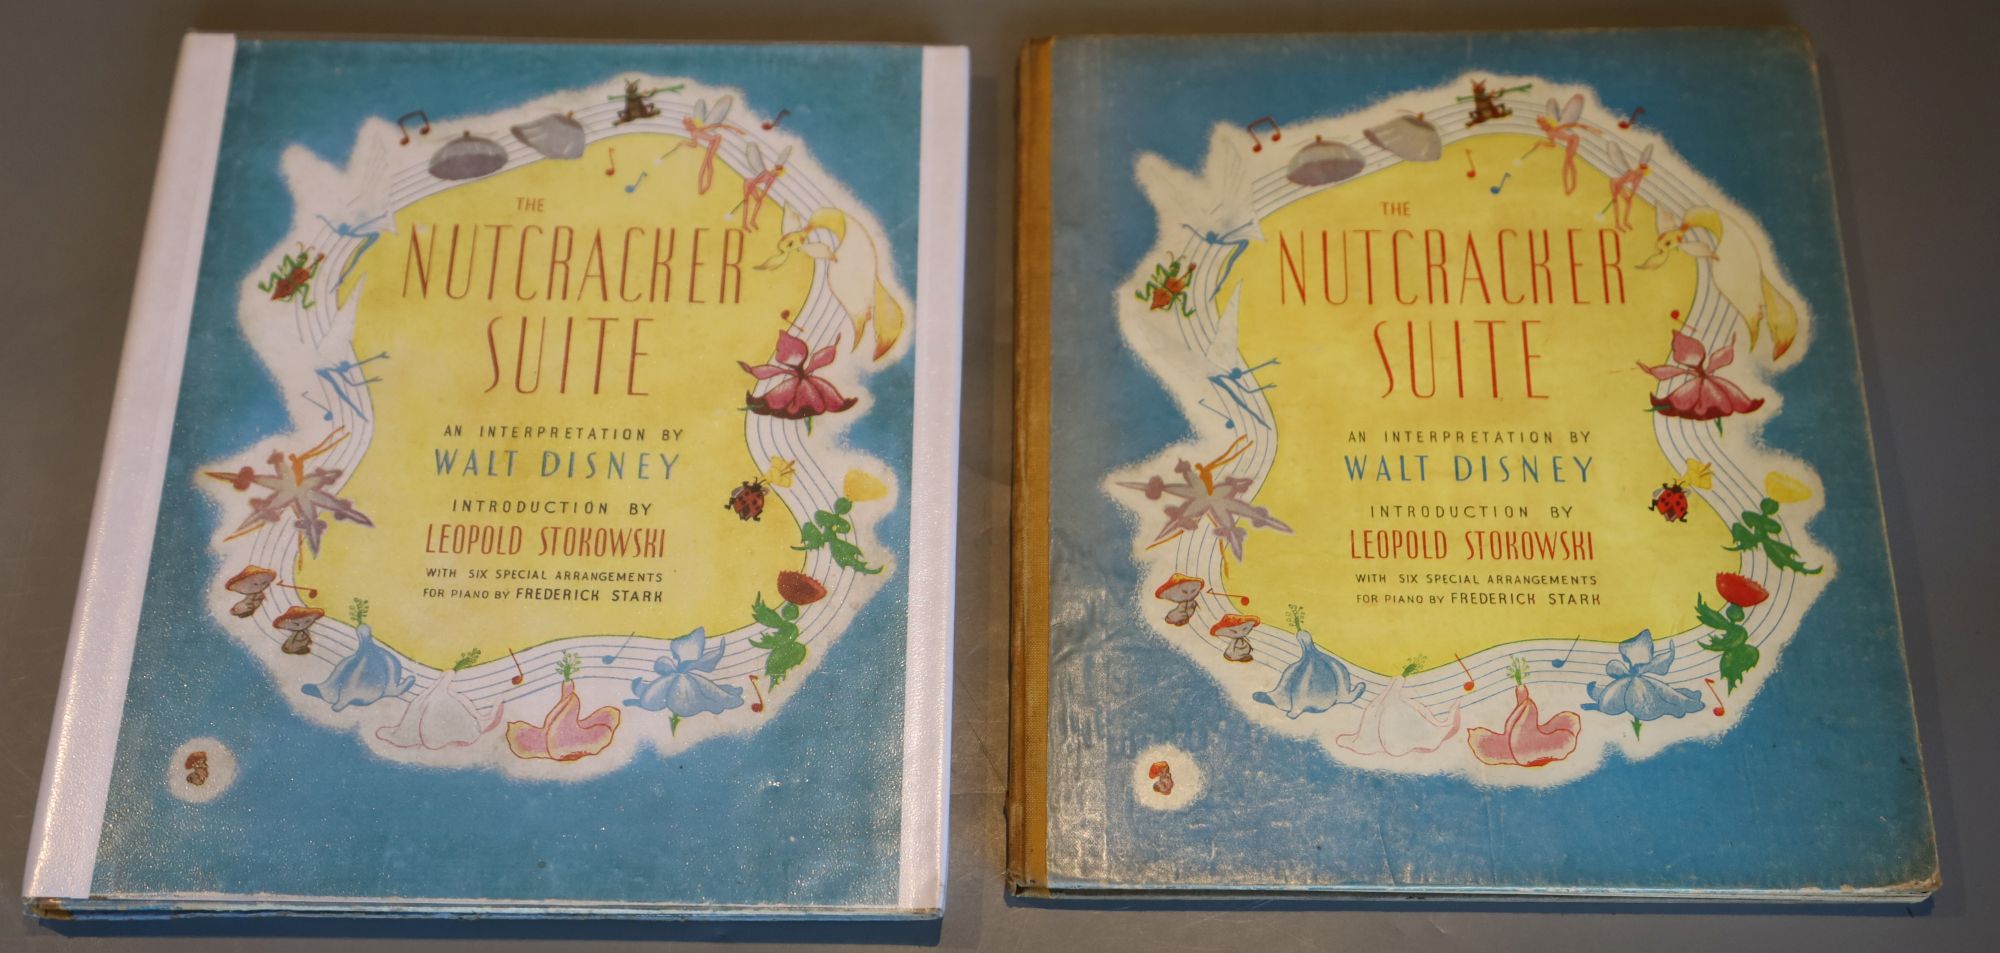 THE
NUTCRACKER
SUITE
AN INTERPRETATION BY
WALT DISNEY
INTRODUCTION BY
LEOPOLD STOKOWSKI
WITH SIX SPECIAL ARRANGEMENTS
FOR PIANO BY FREDERICK STARK
THE
NUTCRACKER
SUITE
AN INTERPRETATION BY
WALT DISNEY
INTRODUCTION BY
LEOPOLD STOKOWSKI
WITH SIX SPECIAL ARRANGEMENTS
FOR PIANO BY FREDERICK STARK